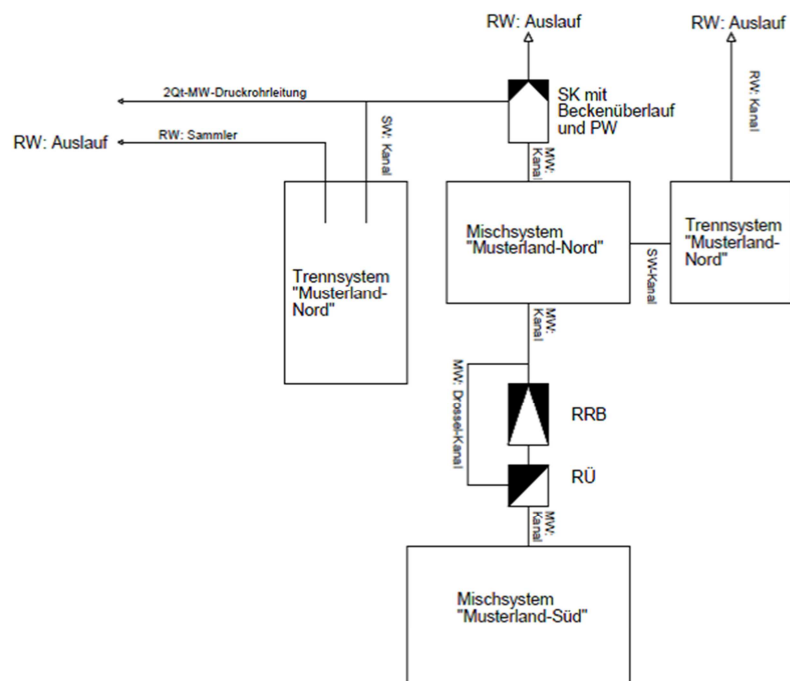 RW: Auslauf
RW: Auslauf
2Qt-MW-Druckrohrleitung
SK mit
Beckenüberlauf
und PW
RW: Kanal
RW: Auslauf
RW: Sammler
SW: Kanal
MW:
Kanal
Mischsystem
"Musterland-Nord"
Trennsystem
"Musterland-
Nord"
SW-Kanal
Trennsystem
"Musterland-
Nord"
MW:
Kanal
MW: Drossel-Kanal
RRB
RÜ
MW:
Kanal
Mischsystem
"Musterland-Süd"